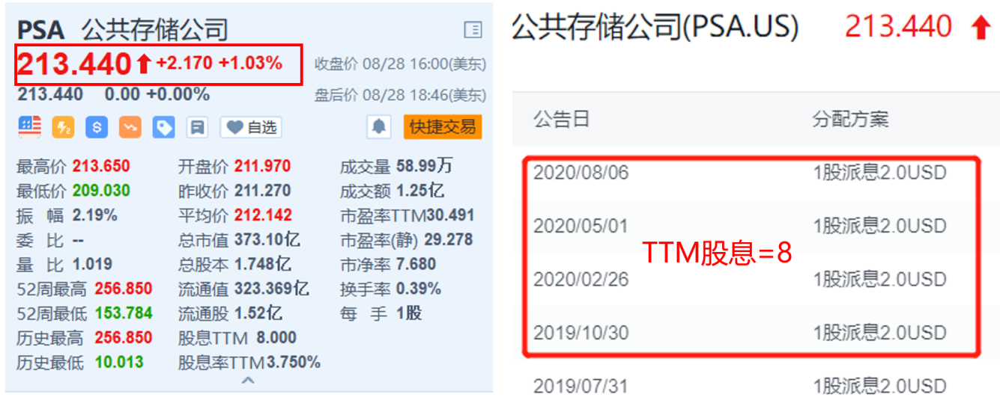 PSA 公共存储公司
213.440 +2.170 +1.03% 收盘价 08/28 16:00(美东)
213.440 0.00 +0.00% 盘后价 08/28 18:46(美东)
$ 自选 快捷交易
最高价 213.650 开盘价 211.970 成交量 58.99万
最低价 209.030 昨收价 211.270 成交额 1.25亿
振 幅 2.19% 平均价 212.142 市盈率TTM30.491
委 比 -- 总市值 373.10亿 市盈率(静) 29.278
量 比 1.019 总股本 1.748亿 市净率 7.680
52周最高 256.850 流通值 323.369亿 换手率 0.39%
52周最低 153.784 流通股 1.52亿 每 手 1股
历史最高 256.850 股息TTM 8.000
历史最低 10.013 股息率TTM3.750%
公共存储公司(PSA.US) 213.440
公告日 分配方案
2020/08/06 1股派息2.0USD
2020/05/01 1股派息2.0USD
TTM股息=8
2020/02/26 1股派息2.0USD
2019/10/30 1股派息2.0USD
2019/07/31 1股派息2.0USD